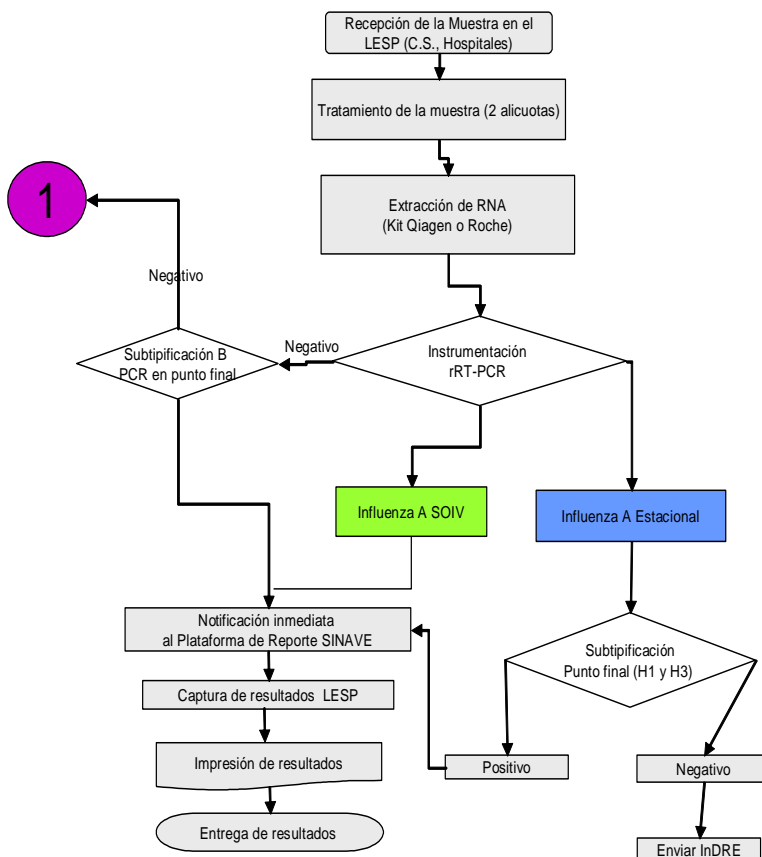 Recepción de la Muestra en el
LESP (C.S., Hospitales)
Tratamiento de la muestra (2 alicuotas)
1
Extracción de RNA
(Kit Qiagen o Roche)
Negativo
Negativo
Subtipificación B
PCR en punto final
Instrumentación
rRT-PCR
Influenza A SOIV
Influenza A Estacional
Notificación inmediata
al Plataforma de Reporte SINAVE
Subtipificación
Punto final (H1 y H3)
Captura de resultados LESP
Impresión de resultados
Positivo
Negativo
Entrega de resultados
Enviar InDRE